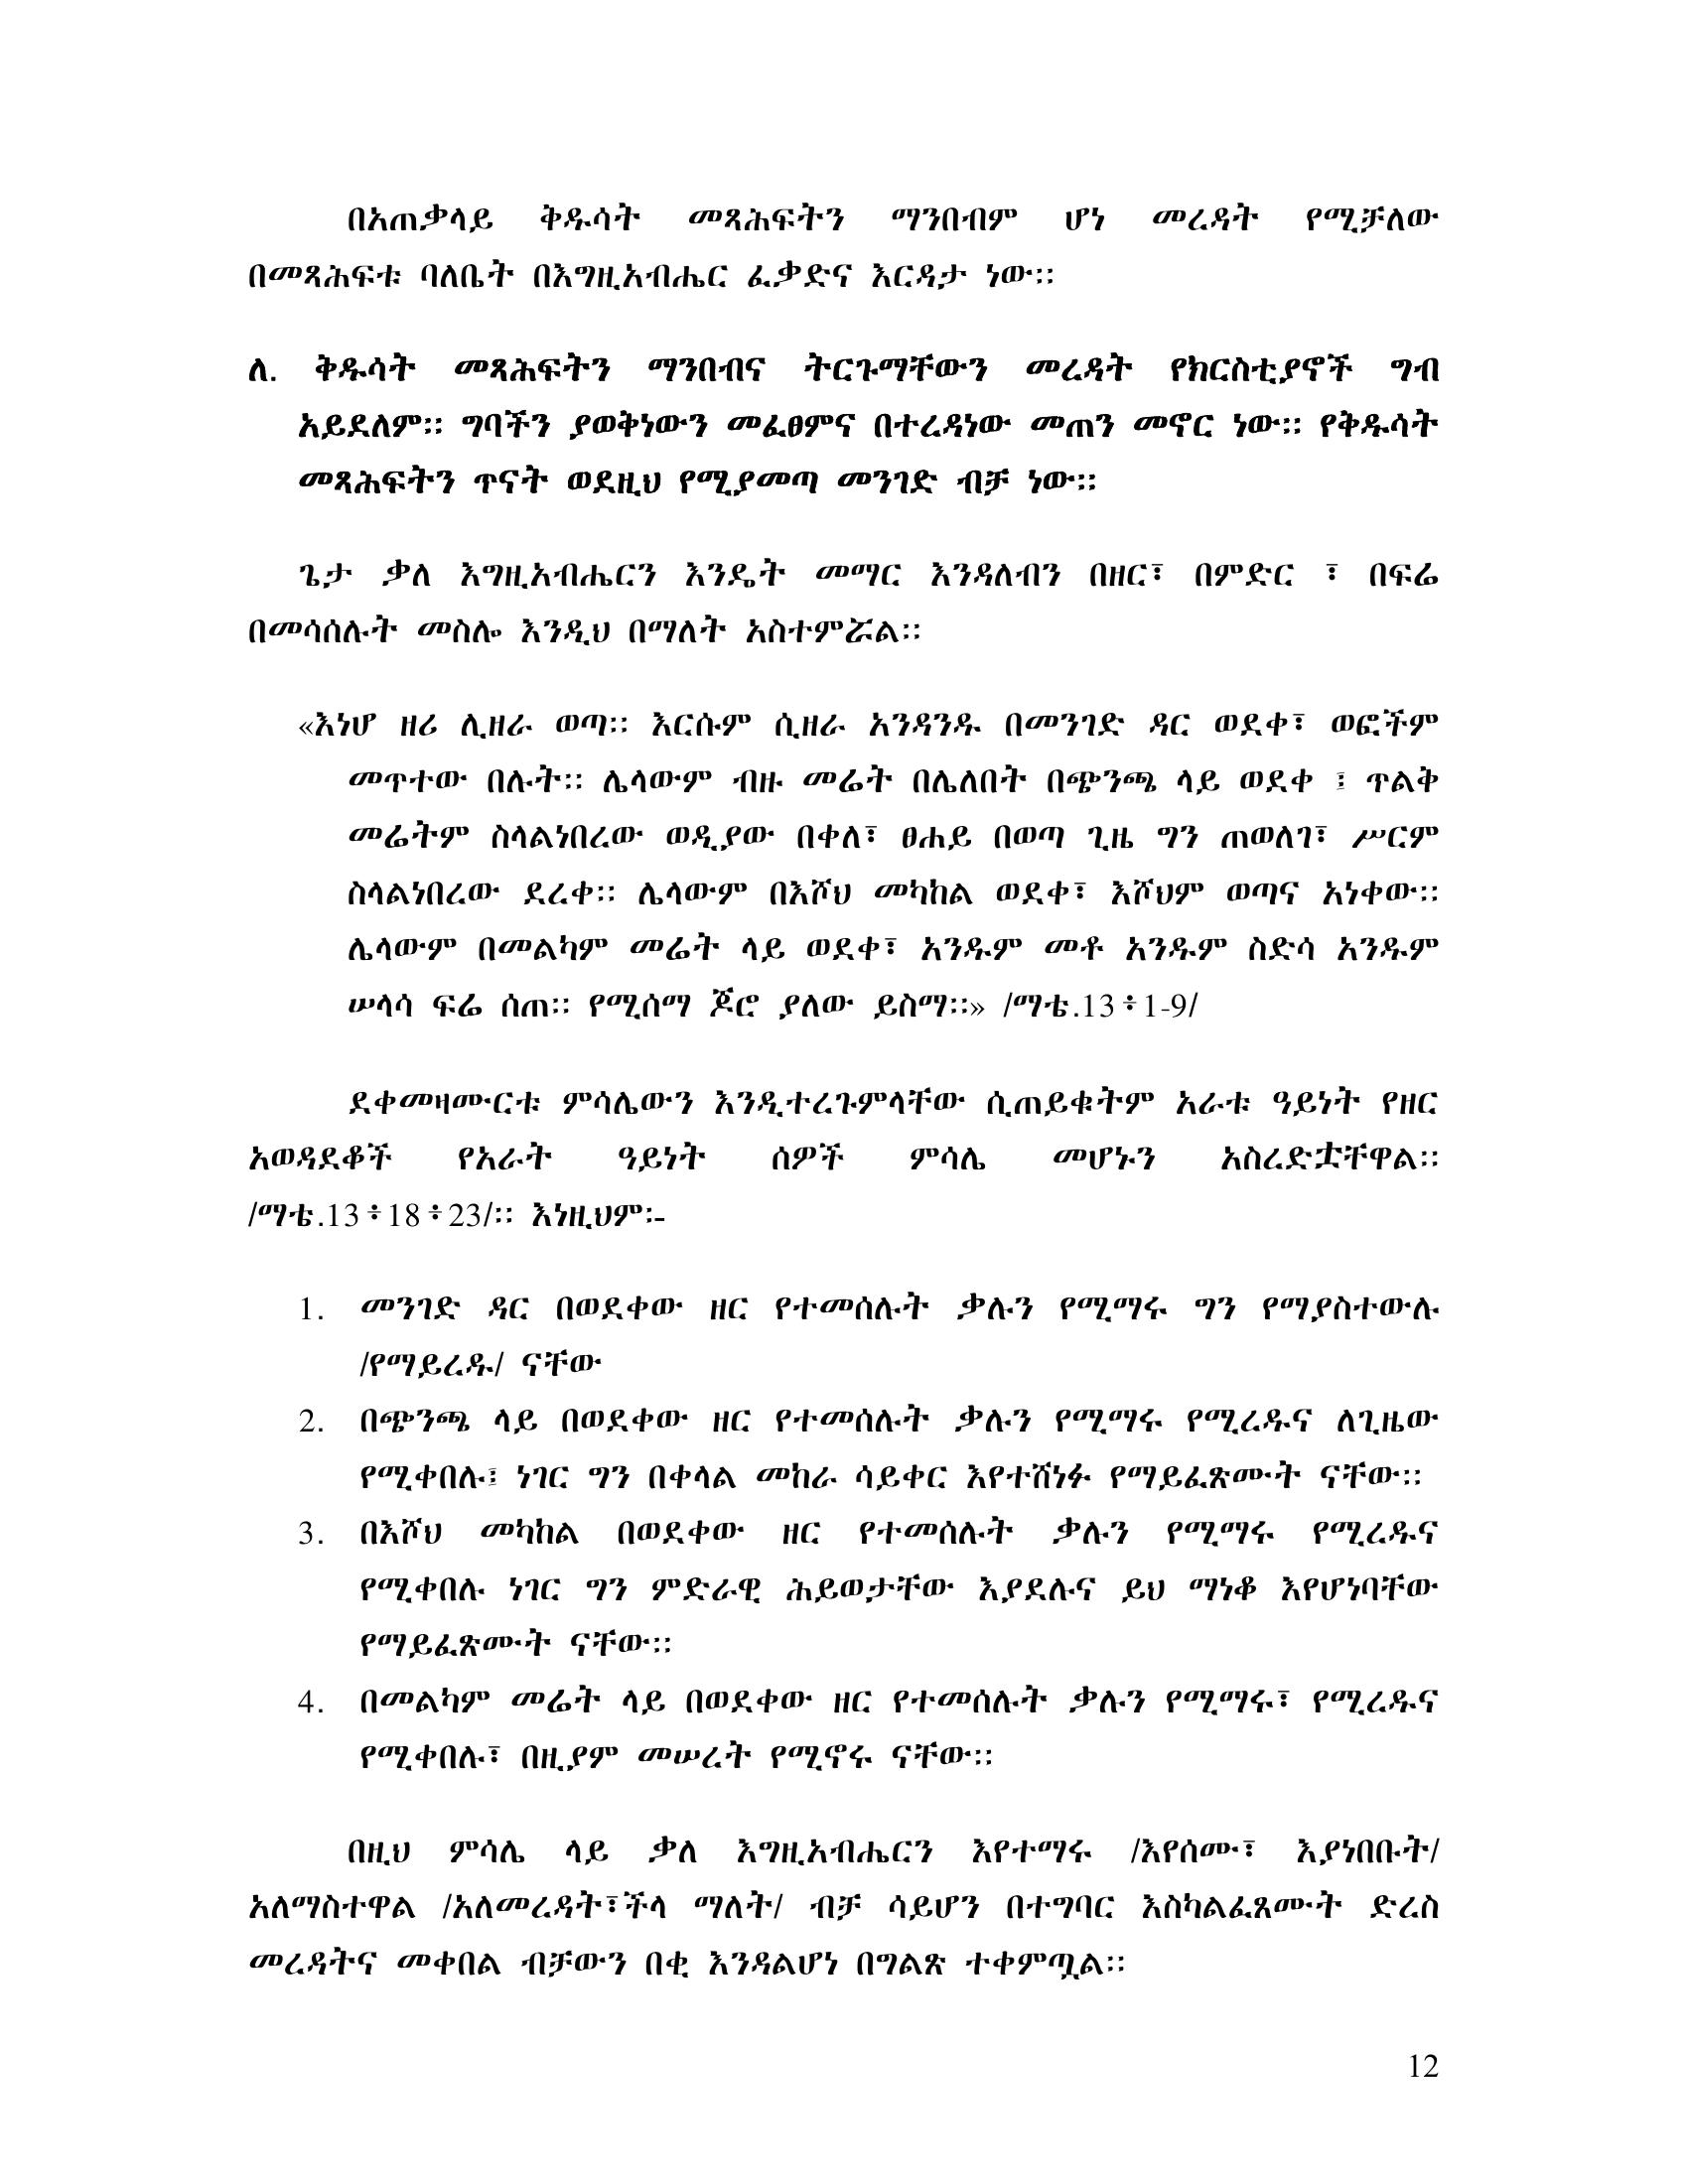 በአጠቃላይ ቅዱሳት መጻሕፍትን ማንበብም ሆነ መረዳት የሚቻለው
በመጻሕፍቱ ባለቤት በእግዚአብሔር ፈቃድና እርዳታ ነው፡፡
ለ. ቅዱሳት መጻሕፍትን ማንበብና ትርጉማቸውን መረዳት የክርስቲያኖች ግብ
አይደለም፡፡ ግባችን ያወቅነውን መፈፀምና በተረዳነው መጠን መኖር ነው፡፡ የቅዱሳት
መጻሕፍትን ጥናት ወደዚህ የሚያመጣ መንገድ ብቻ ነው፡፡
ጌታ ቃለ እግዚአብሔርን እንዴት መማር እንዳለብን በዘር፣ በምድር ፣ በፍሬ
በመሳሰሉት መስሎ እንዲህ በማለት አስተምሯል፡፡
«እነሆ ዘሪ ሊዘራ ወጣ፡፡ እርሱም ሲዘራ አንዳንዱ በመንገድ ዳር ወደቀ፣ ወፎችም
መጥተው በሉት፡፡ ሌላውም ብዙ መሬት በሌለበት በጭንጫ ላይ ወደቀ ፤ ጥልቅ
መሬትም ስላልነበረው ወዲያው በቀለ፣ ፀሐይ በወጣ ጊዜ ግን ጠወለገ፣ ሥርም
ስላልነበረው ደረቀ፡፡ ሌላውም በእሾህ መካከል ወደቀ፣ እሾህም ወጣና አነቀው፡፡
ሌላውም በመልካም መሬት ላይ ወደቀ፣ አንዱም መቶ አንዱም ስድሳ አንዱም
ሠላሳ ፍሬ ሰጠ፡፡ የሚሰማ ጆሮ ያለው ይስማ፡፡» /ማቴ.13÷1-9/
ደቀመዛሙርቱ ምሳሌውን እንዲተረጉምላቸው ሲጠይቁትም አራቱ ዓይነት የዘር
አወዳደቆች የአራት ዓይነት ሰዎች ምሳሌ መሆኑን አስረድቷቸዋል፡፡
/ማቴ.13÷18÷23/፡፡ እነዚህም፡-
1. መንገድ ዳር በወደቀው ዘር የተመሰሉት ቃሉን የሚማሩ ግን የማያስተውሉ
/የማይረዱ/ ናቸው
2. በጭንጫ ላይ በወደቀው ዘር የተመሰሉት ቃሉን የሚማሩ የሚረዱና ለጊዜው
የሚቀበሉ፤ ነገር ግን በቀላል መከራ ሳይቀር እየተሸነፉ የማይፈጽሙት ናቸው፡፡
3. በእሾህ መካከል በወደቀው ዘር የተመሰሉት ቃሉን የሚማሩ የሚረዱና
የሚቀበሉ ነገር ግን ምድራዊ ሕይወታቸው እያደሉና ይህ ማነቆ እየሆነባቸው
የማይፈጽሙት ናቸው፡፡
4. በመልካም መሬት ላይ በወደቀው ዘር የተመሰሉት ቃሉን የሚማሩ፣ የሚረዱና
የሚቀበሉ፣ በዚያም መሠረት የሚኖሩ ናቸው፡፡
በዚህ ምሳሌ ላይ ቃለ እግዚአብሔርን እየተማሩ /እየሰሙ፣ እያነበቡት/
አለማስተዋል /አለመረዳት፣ችላ ማለት/ ብቻ ሳይሆን በተግባር እስካልፈጸሙት ድረስ
መረዳትና መቀበል ብቻውን በቂ እንዳልሆነ በግልጽ ተቀምጧል፡፡
12